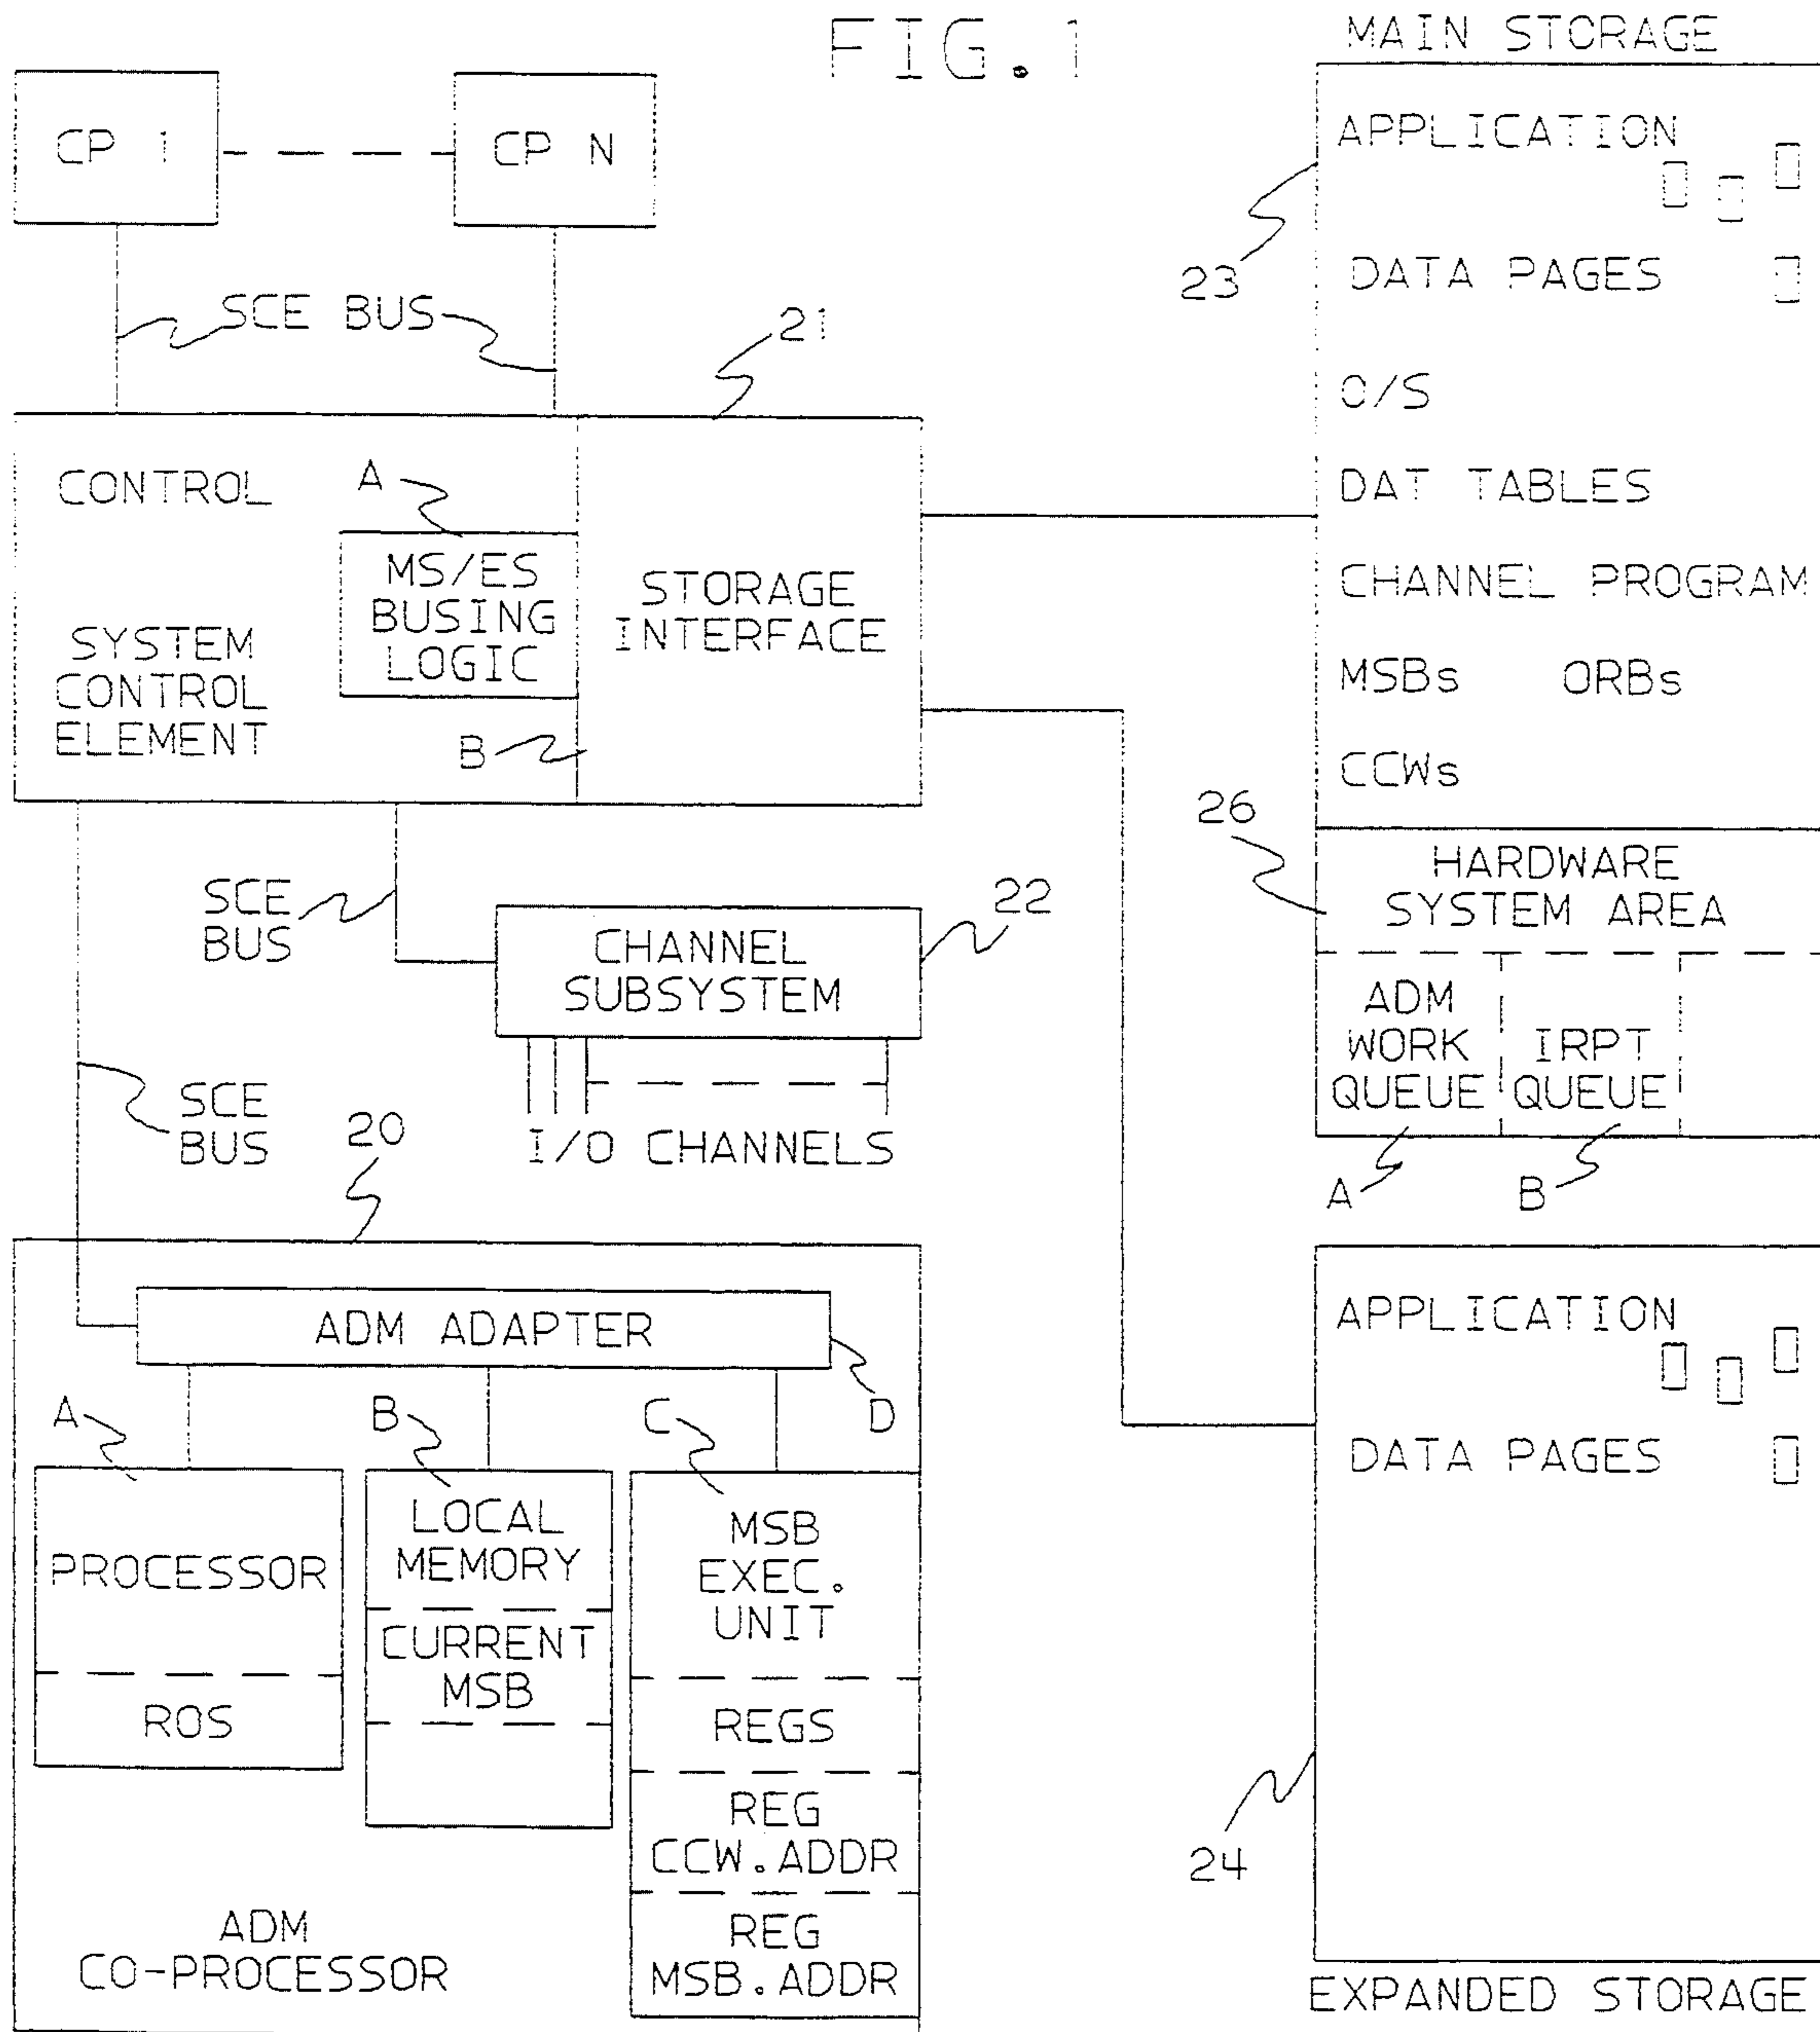 FIG. 1
CP 1
CP N
SCE BUS
21
CONTROL
SYSTEM
CONTROL
ELEMENT
A
MS/ES
BUSING
LOGIC
B
STORAGE
INTERFACE
SCE
BUS
CHANNEL
SUBSYSTEM
22
I/O CHANNELS
SCE
BUS
20
ADM ADAPTER
D
A
PROCESSOR
ROS
B
LOCAL
MEMORY
CURRENT
MSB
C
MSB
EXEC.
UNIT
REGS
REG
CCW.ADDR
REG
MSB.ADDR
ADM
CO-PROCESSOR
MAIN STORAGE
23
APPLICATION
DATA PAGES
O/S
DAT TABLES
CHANNEL PROGRAM
MSBs ORBs
CCWs
26
HARDWARE
SYSTEM AREA
ADM
WORK
QUEUE
IRPT
QUEUE
A
B
APPLICATION
DATA PAGES
24
EXPANDED STORAGE